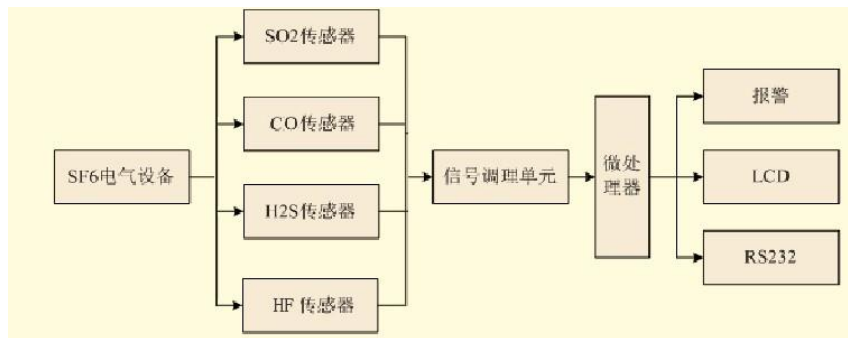 SF6电气设备
SO2传感器
CO传感器
H2S传感器
HF 传感器
信号调理单元
微处
理器
报警
LCD
RS232